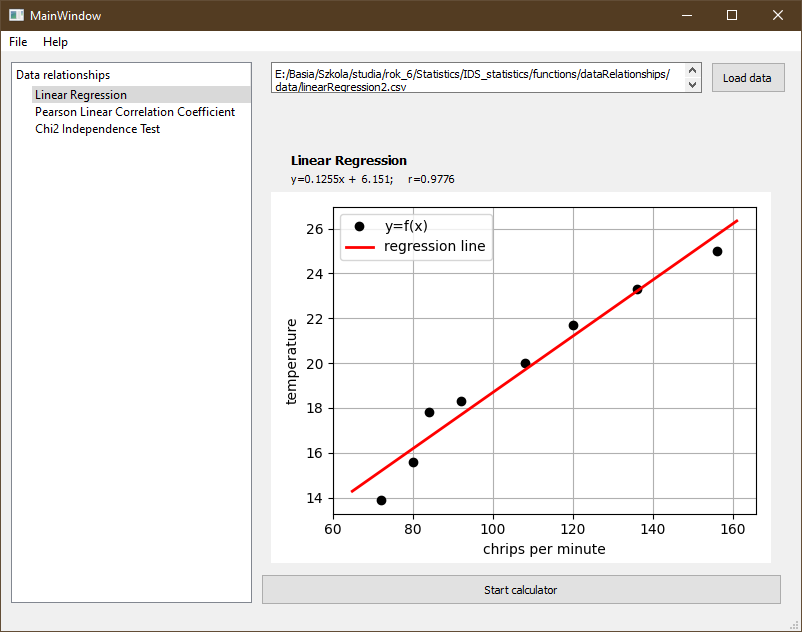 MainWindow
File Help
Data relationships
Linear Regression
Pearson Linear Correlation Coefficient
Chi2 Independence Test
E:/Basia/Szkola/studia/rok_6/Statistics/IDS_statistics/functions/dataRelationships/
data/linearRegression2.csv
Load data
Linear Regression
y=0.1255x + 6.151; r=0.9776
y=f(x)
regression line
26
24
22
20
18
16
14
temperature
60 80 100 120 140 160
chrips per minute
Start calculator